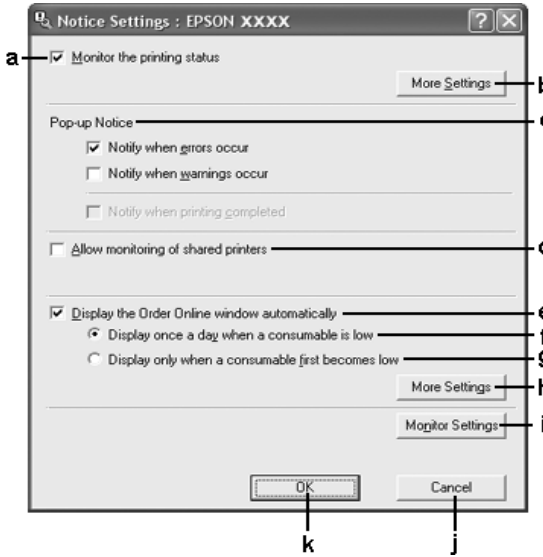 Notice Settings : EPSON XXXX
a
Monitor the printing status
More Settings
b
Pop-up Notice
c
Notify when errors occur
Notify when warnings occur
Notify when printing completed
Allow monitoring of shared printers
d
Display the Order Online window automatically
e
Display once a day when a consumable is low
f
Display only when a consumable first becomes low
g
More Settings
h
Monitor Settings
i
OK
Cancel
k
j